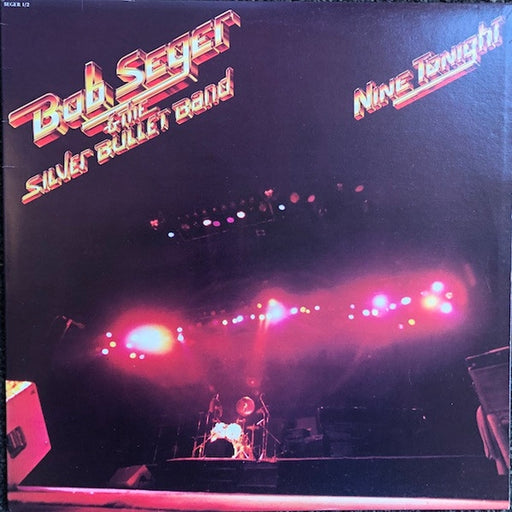 SEGER 1/2
Bob Seger
& THE
SILVER BULLET Band
NINE Tonight